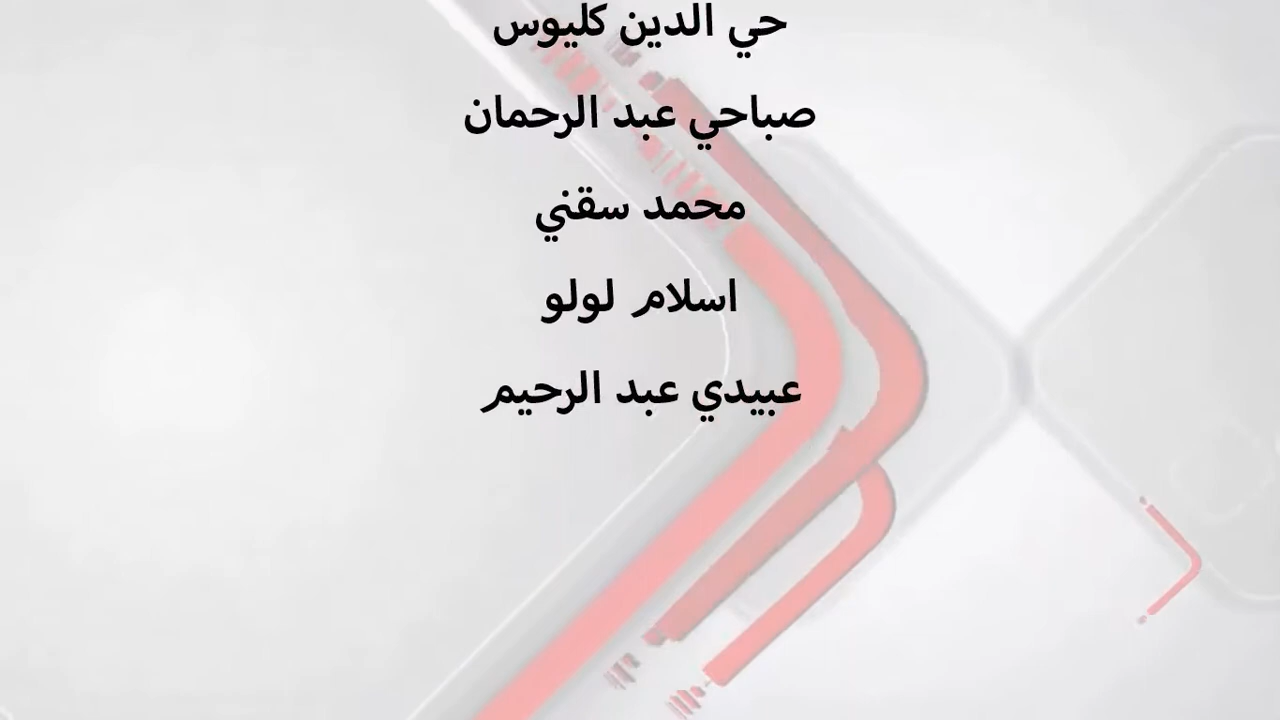 حي الدين كليوس
صباحي عبد الرحمان
محمد سقني
اسلام لولو
عبيدي عبد الرحيم